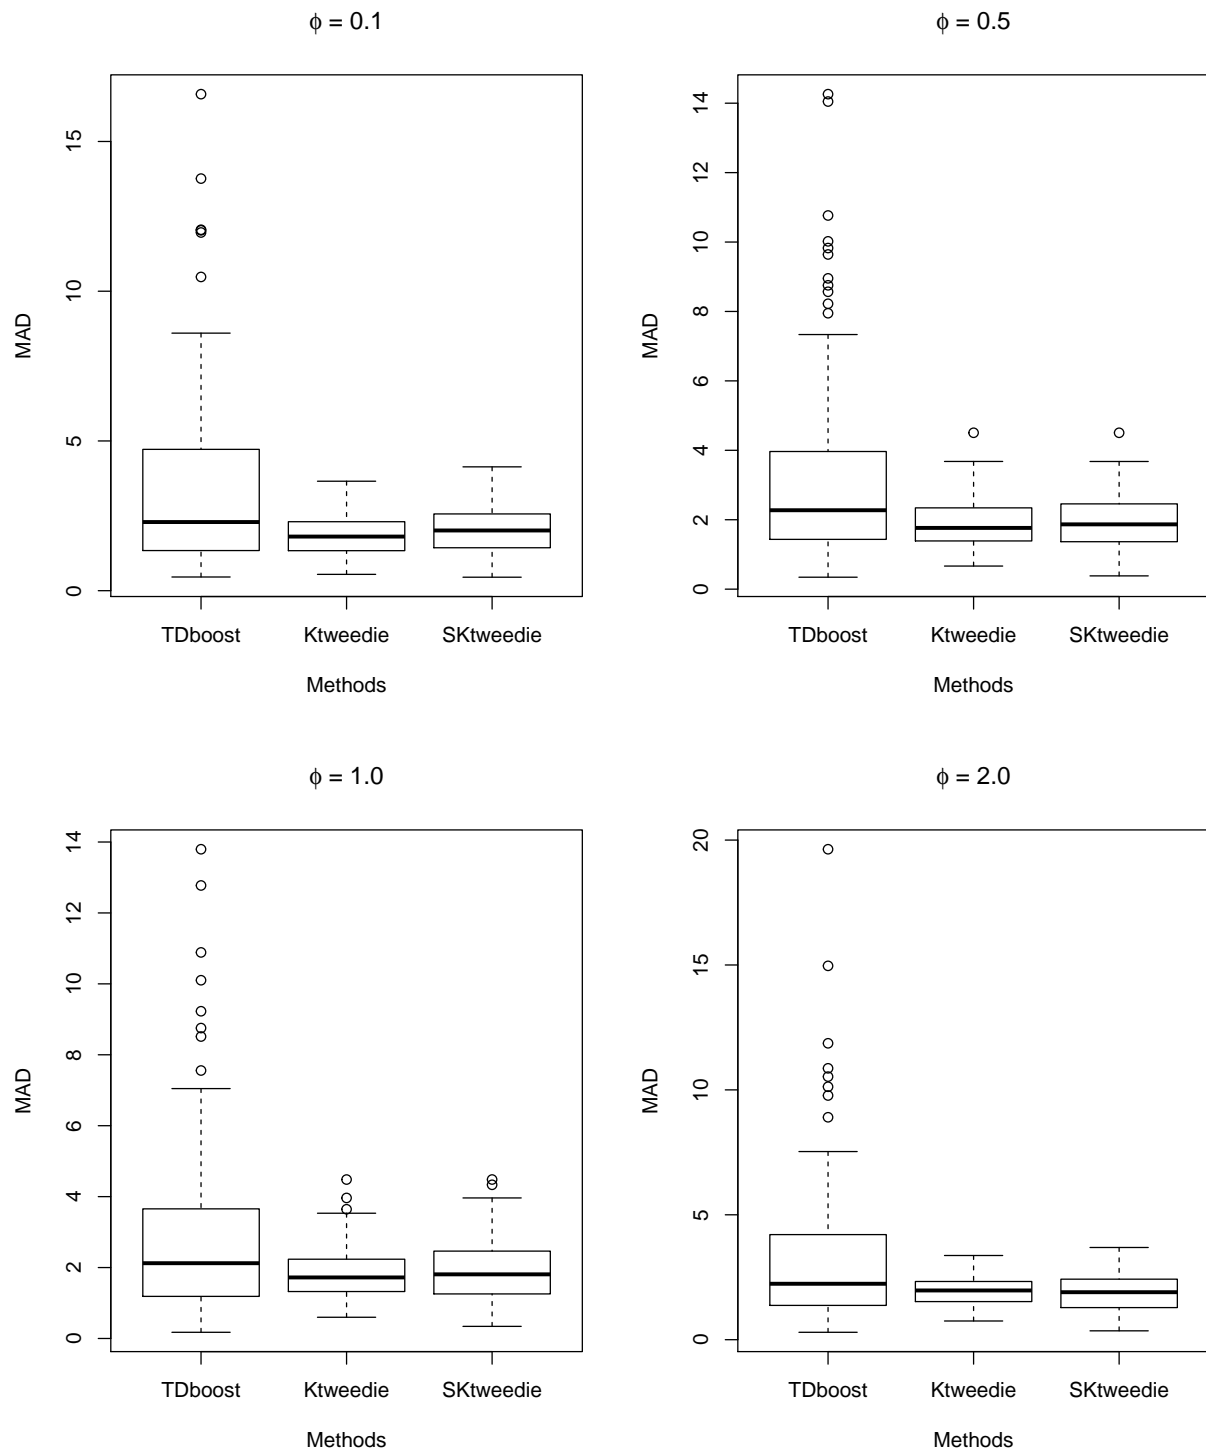 ϕ = 0.1
MAD
15
10
5
0
TDboost Ktweedie SKtweedie
Methods
ϕ = 0.5
MAD
14
12
10
8
6
4
2
0
TDboost Ktweedie SKtweedie
Methods
ϕ = 1.0
MAD
14
12
10
8
6
4
2
0
TDboost Ktweedie SKtweedie
Methods
ϕ = 2.0
MAD
20
15
10
5
0
TDboost Ktweedie SKtweedie
Methods